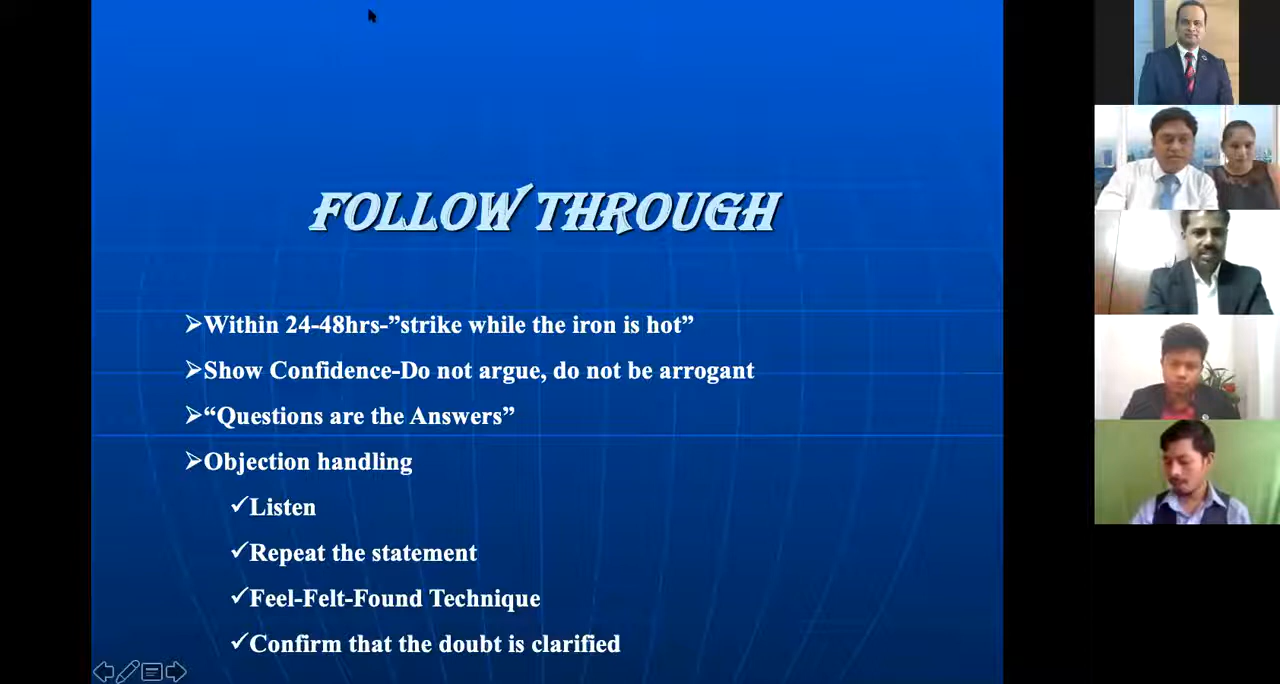 FOLLOW THROUGH
➢Within 24-48hrs-”strike while the iron is hot”
➢Show Confidence-Do not argue, do not be arrogant
➢“Questions are the Answers”
➢Objection handling
✓Listen
✓Repeat the statement
✓Feel-Felt-Found Technique
✓Confirm that the doubt is clarified